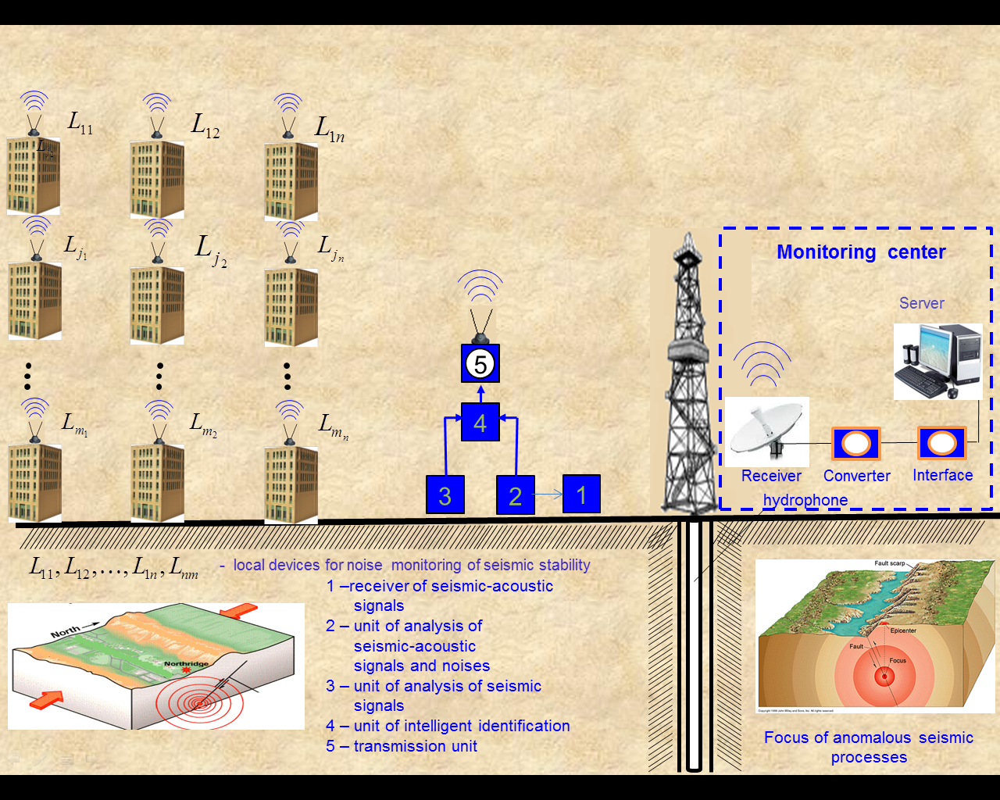 L11
L12
L1n
Lj1
Lj2
Ljn
Monitoring center
Server
5
4
Lm1
Lm2
Lmn
3
2
1
Receiver
Converter
Interface
hydrophone
L11, L12, ..., L1n, Lnm
- local devices for noise monitoring of seismic stability
1 –receiver of seismic-acoustic
signals
2 – unit of analysis of
seismic-acoustic
signals and noises
3 – unit of analysis of seismic
signals
4 – unit of intelligent identification
5 – transmission unit
North
Northridge
Fault scarp
Epicenter
Fault
Focus
Focus of anomalous seismic
processes